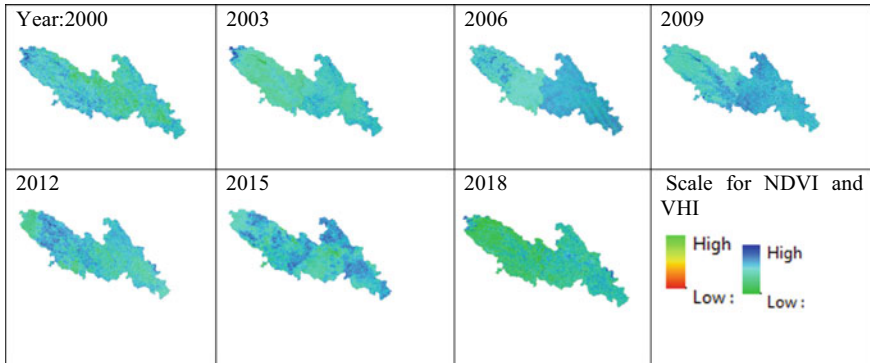 Year:2000
2003
2006
2009
2012
2015
2018
Scale for NDVI and
VHI
High
Low :
High
Low :